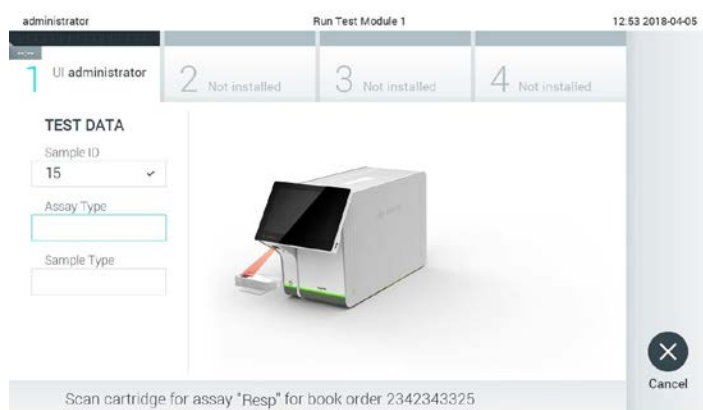 administrator
Run Test Module 1
12:53 2018-04-05
1 UI administrator
2 Not installed
3 Not installed
4 Not installed
TEST DATA
Sample ID
15
Assay Type
Sample Type
Cancel
Scan cartridge for assay "Resp" for book order 2342343325